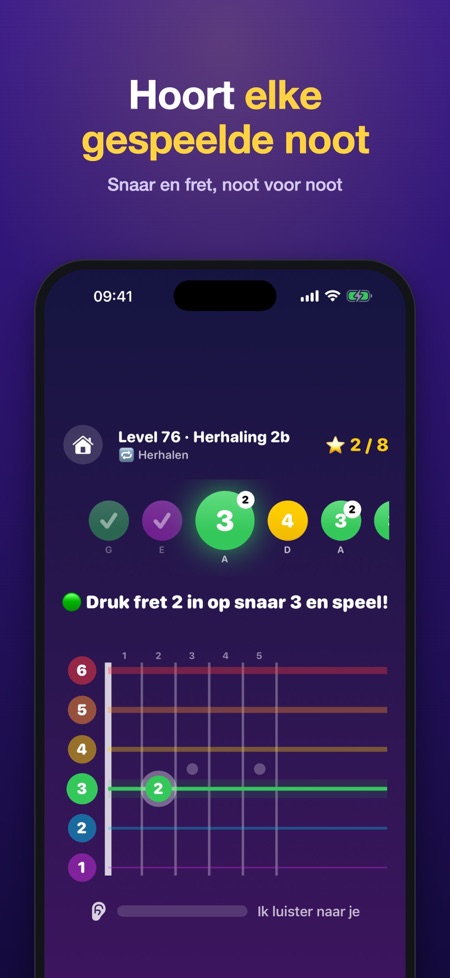 Hoort elke
gespeelde noot
Snaar en fret, noot voor noot
09:41
Level 76 · Herhaling 2b
Herhalen
2 / 8
3 2 4 3 2
G E A D A
Druk fret 2 in op snaar 3 en speel!
1 2 3 4 5
6
5
4
3 2
2
1
Ik luister naar je